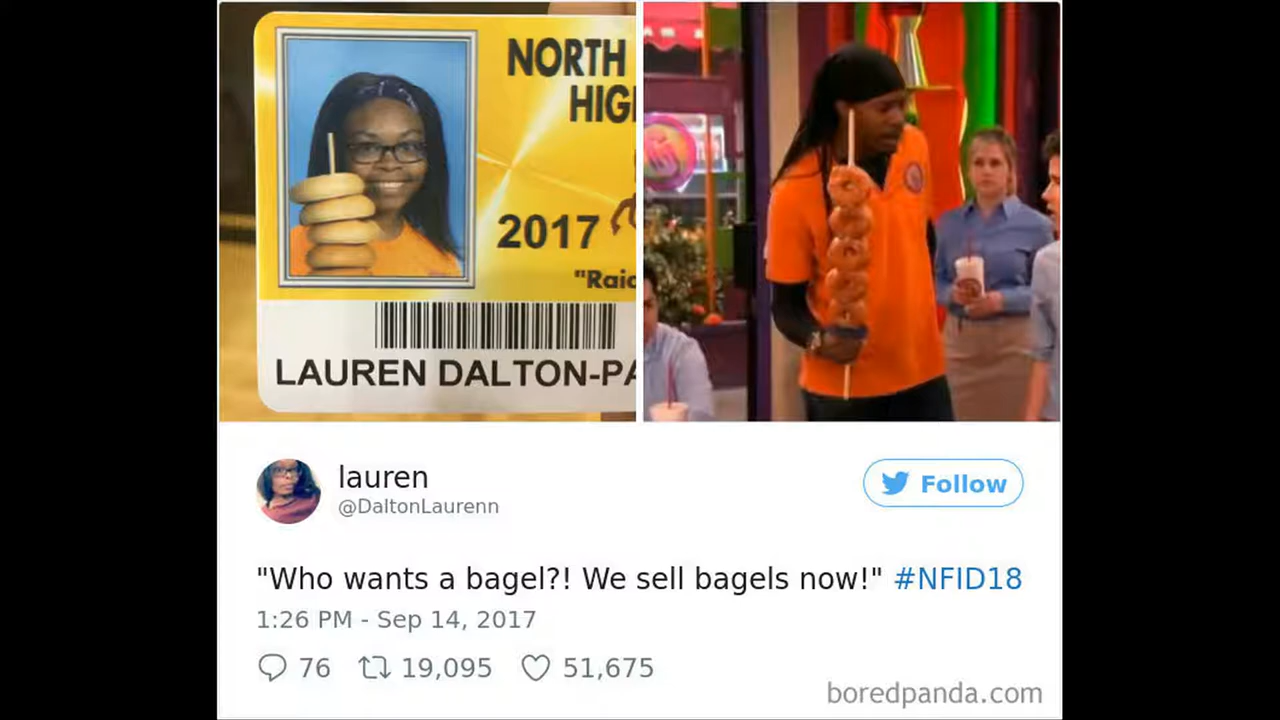 NORTH
HIGH
2017
"Raid
LAUREN DALTON-PA
lauren
@DaltonLaurenn
Follow
"Who wants a bagel?! We sell bagels now!" #NFID18
1:26 PM - Sep 14, 2017
76 19,095 51,675
boredpanda.com